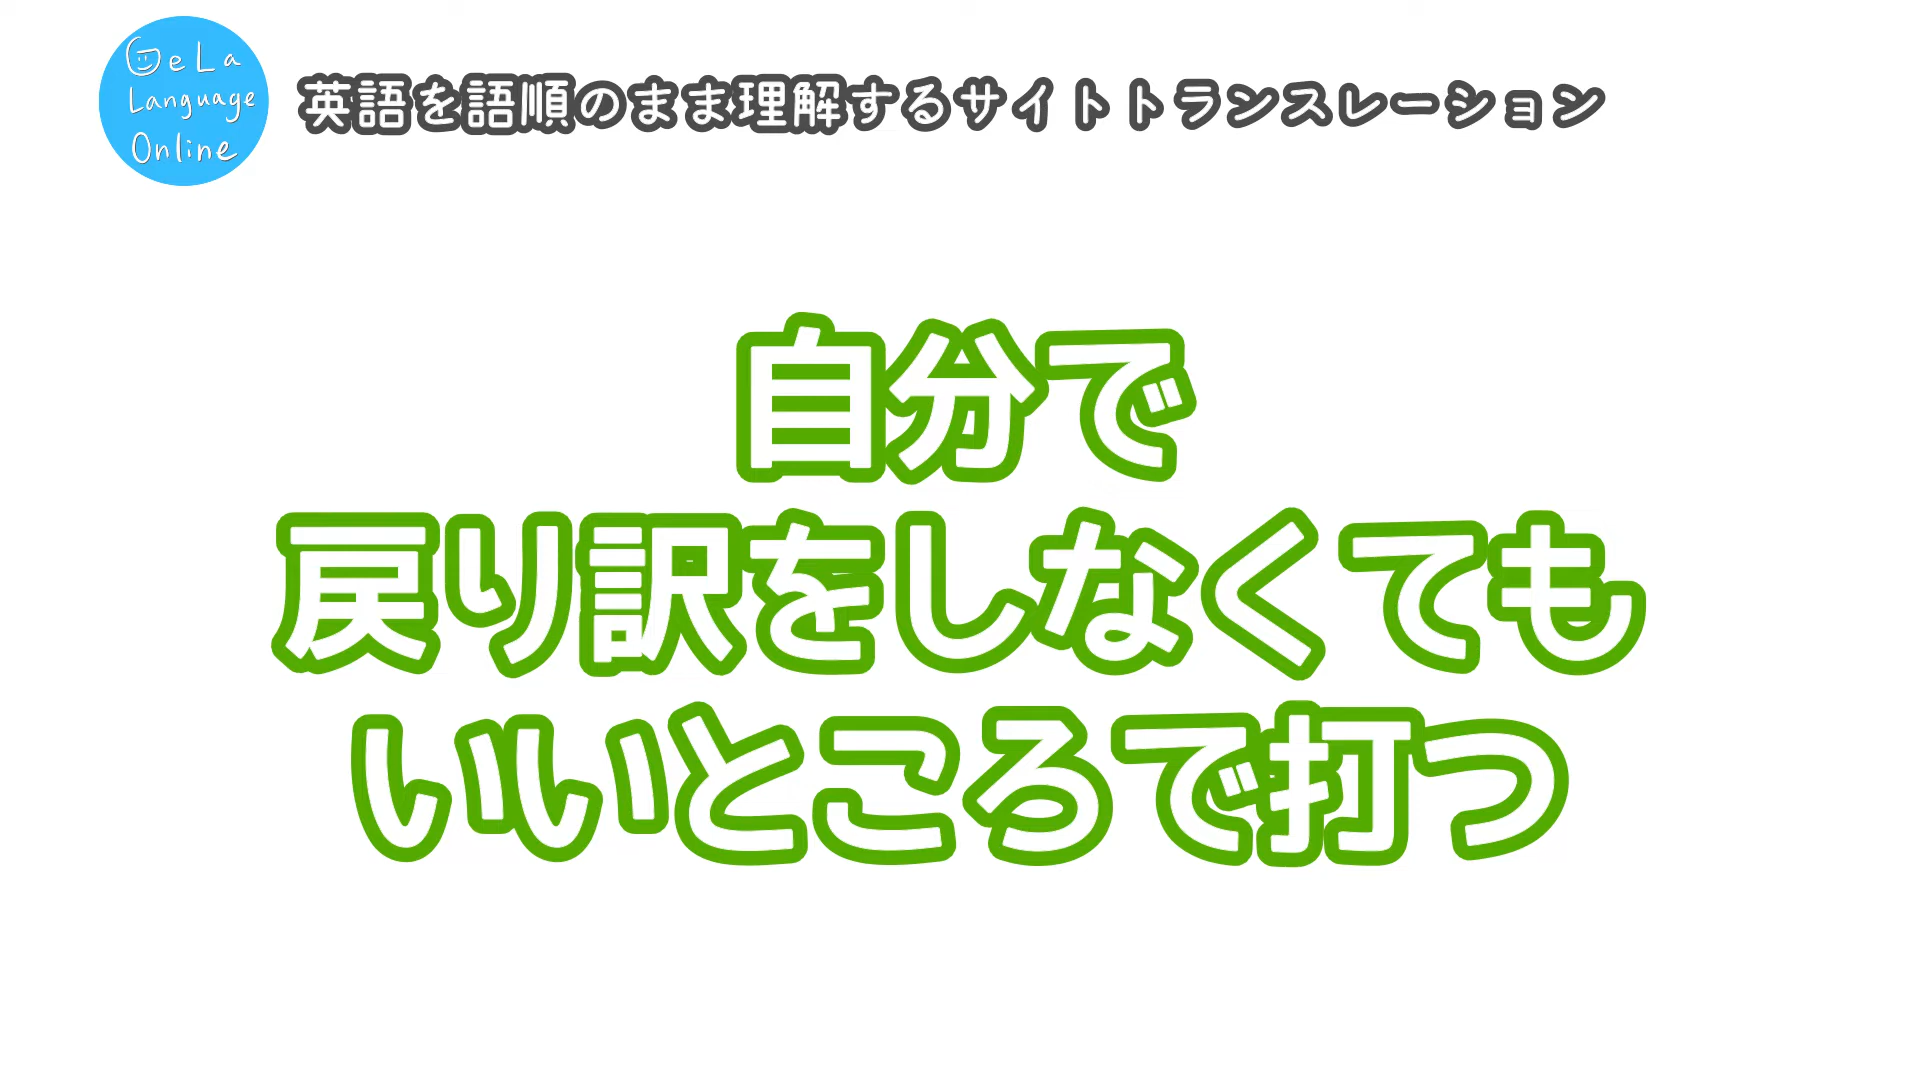 DeLa
Language
Online
英語を語順のまま理解するサイトトランスレーション
自分で
戻り訳をしなくても
いいところで打つ